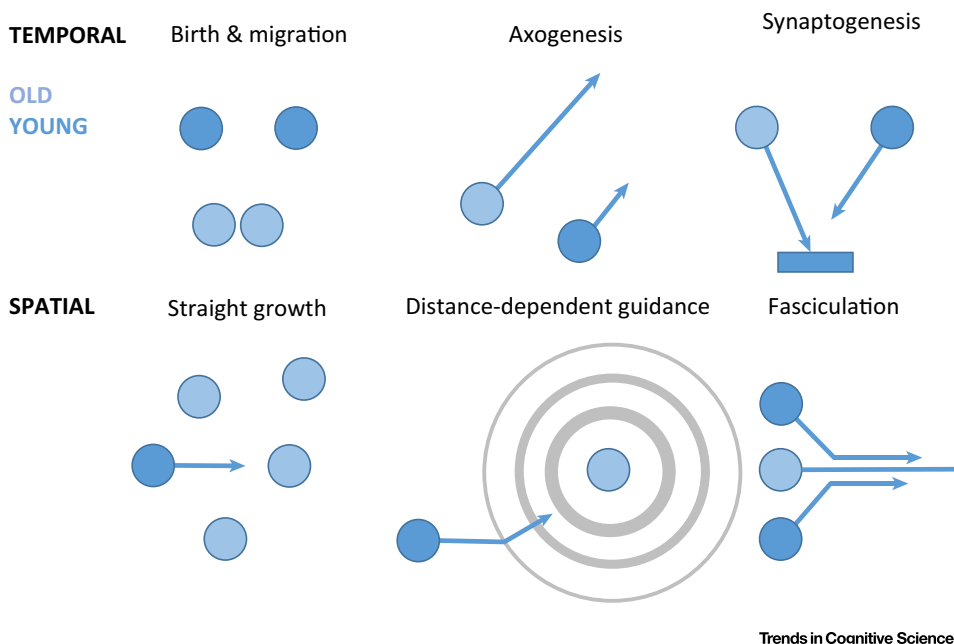 TEMPORAL Birth & migration Axogenesis Synaptogenesis
OLD
YOUNG
SPATIAL Straight growth Distance-dependent guidance Fasciculation
Trends in Cognitive Science